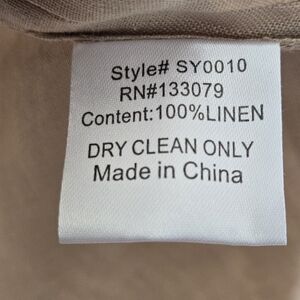 Style# SY0010
RN#133079
Content:100%LINEN
DRY CLEAN ONLY
Made in China